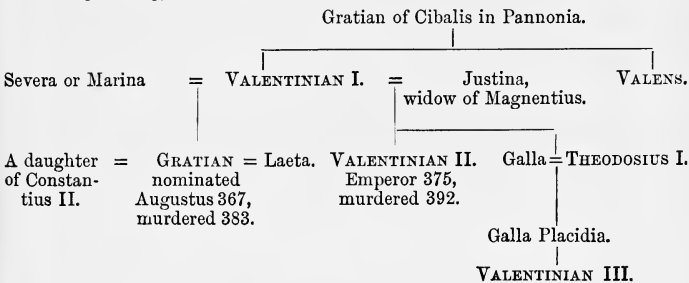 Gratian of Cibalis in Pannonia.
Severa or Marina = VALENTINIAN I. = Justina, VALENS.
widow of Magnentius.
A daughter = GRATIAN = Laeta. VALENTINIAN II. Galla = THEODOSIUS I.
of Constan- nominated Emperor 375,
tius II. Augustus 367, murdered 392.
murdered 383.
Galla Placidia.
VALENTINIAN III.